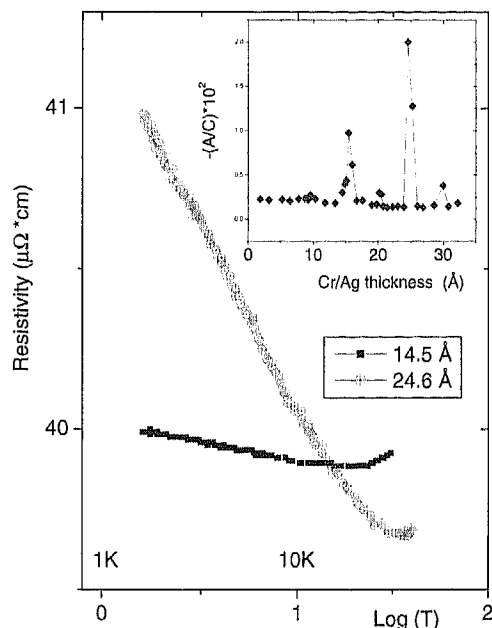 41
40
Resistivity (μΩ *cm)
-(A/C)*10²
2.0
1.5
1.0
0.5
0.0
0 10 20 30
Cr/Ag thickness (Å)
14.5 Å
24.6 Å
1K 10K
0 1 2
Log (T)